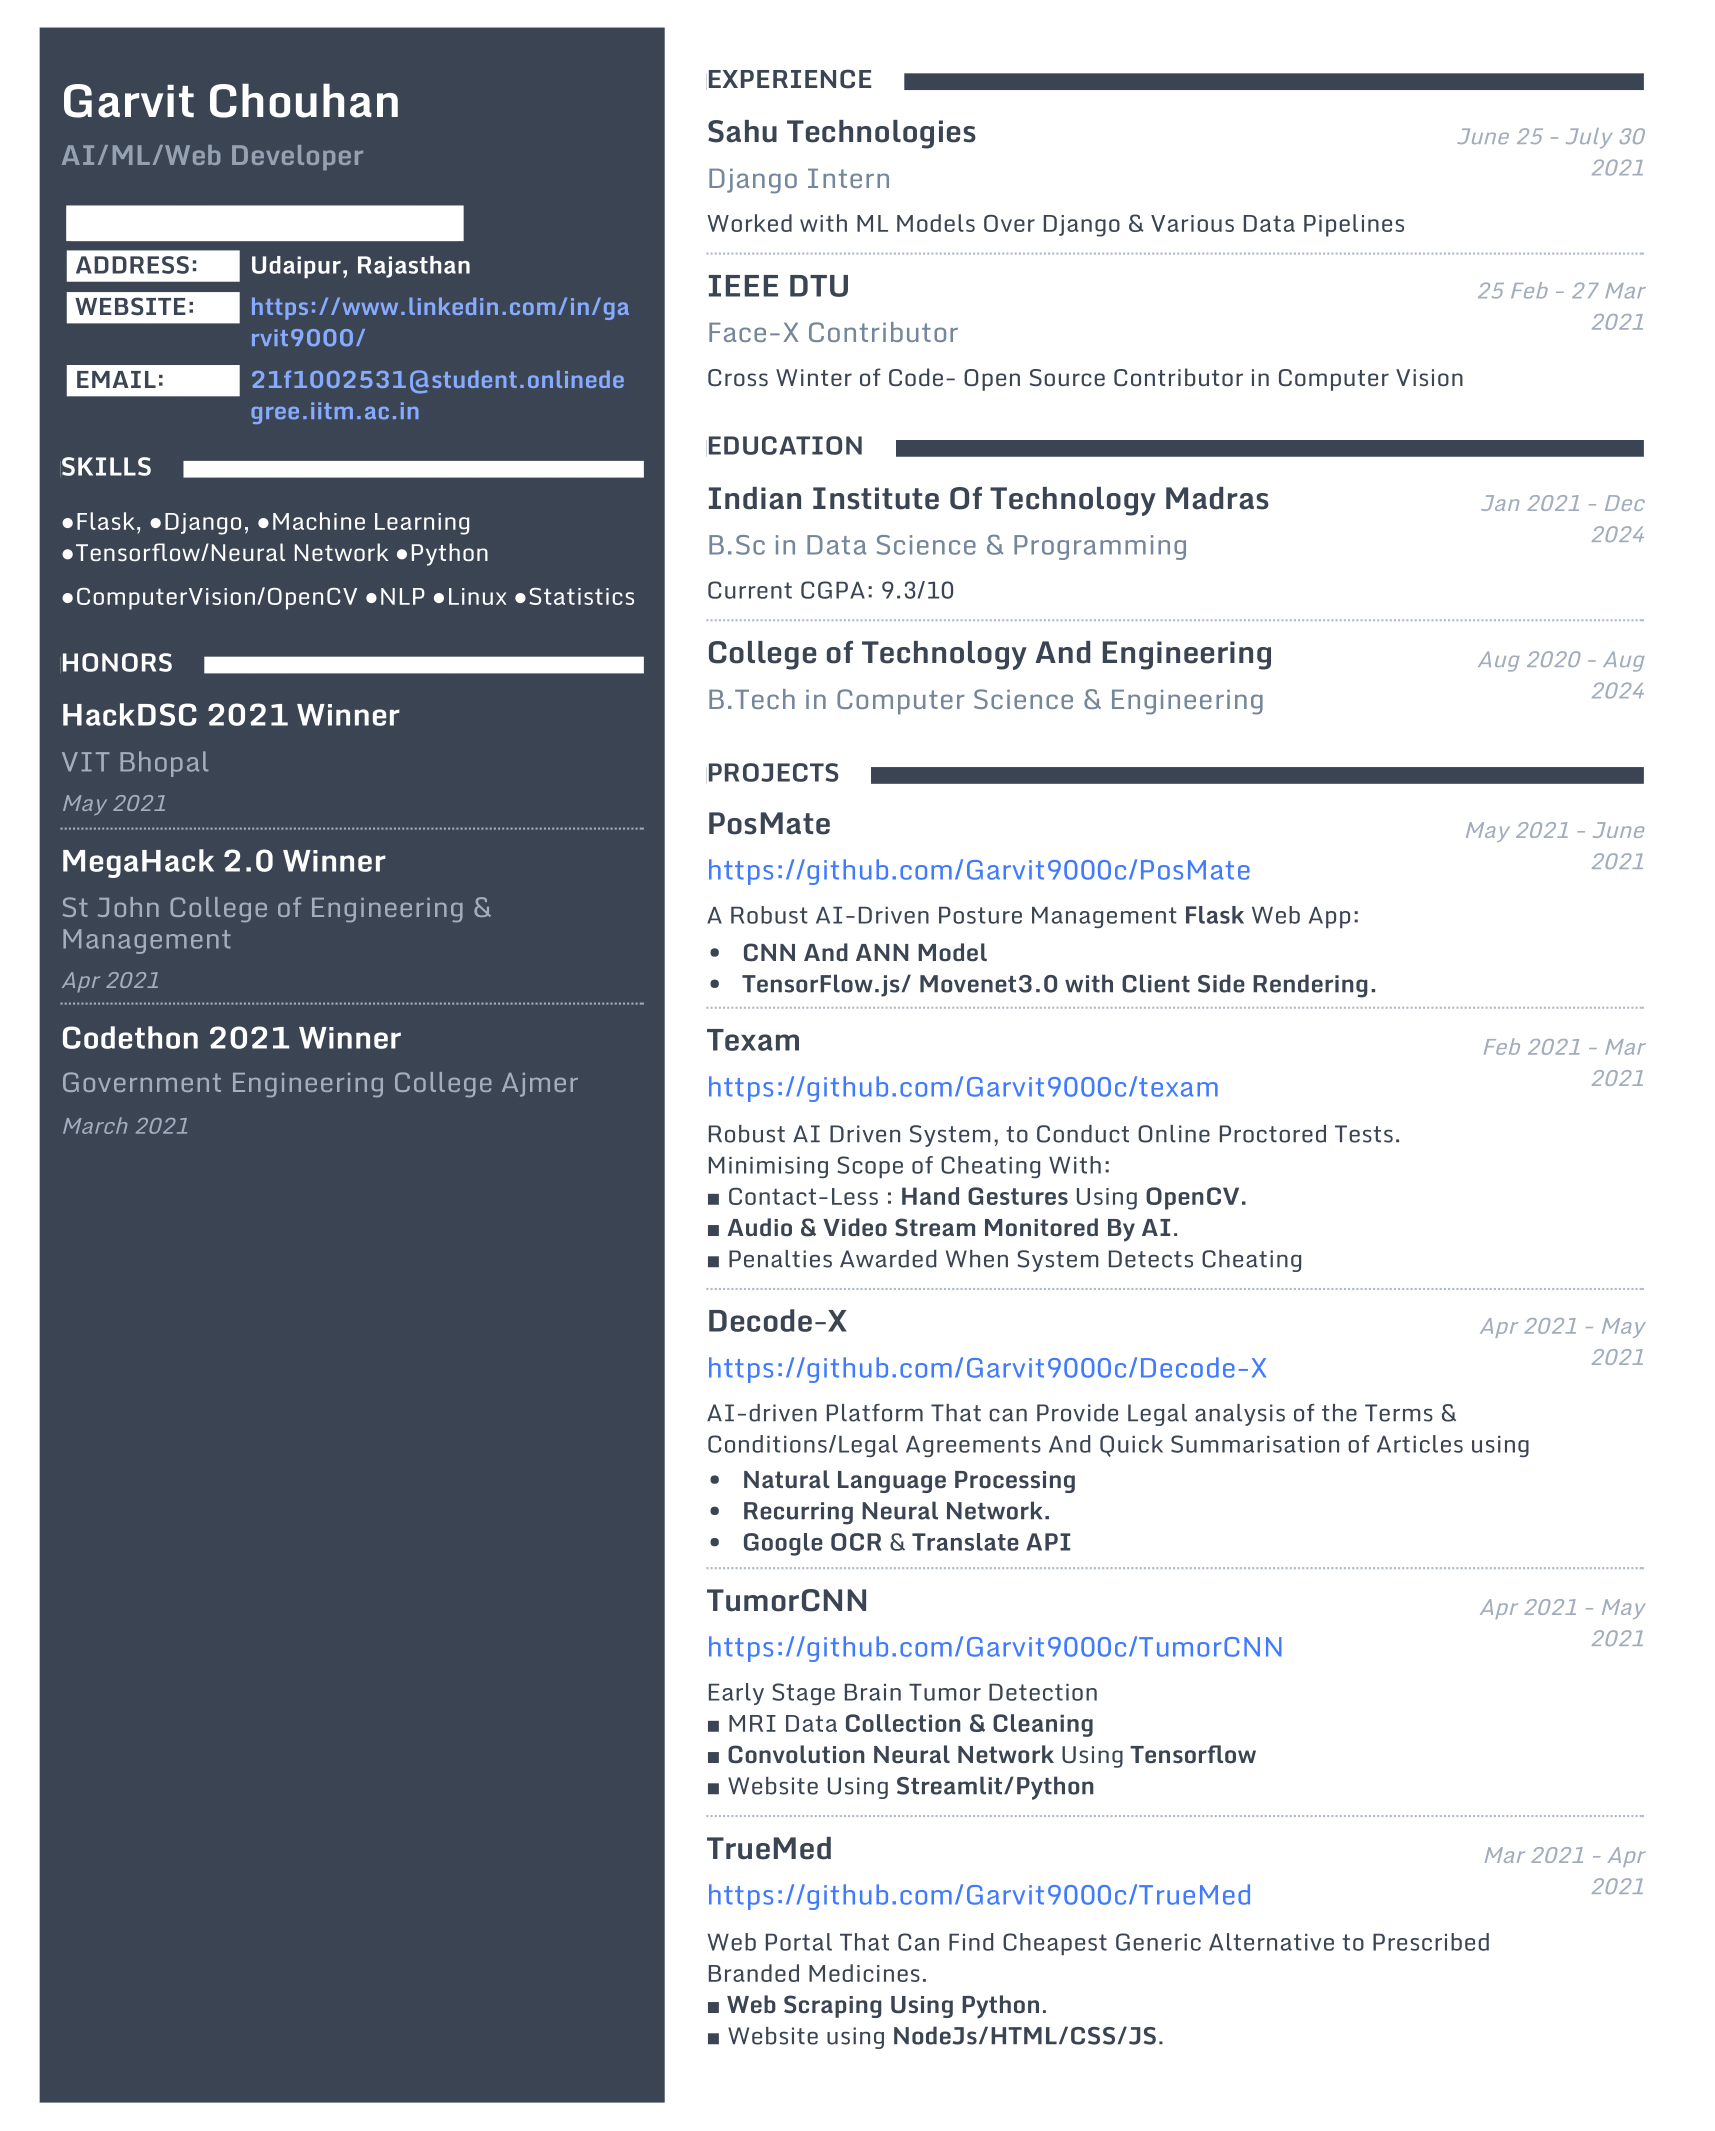 Garvit Chouhan
AI/ML/Web Developer
ADDRESS: Udaipur, Rajasthan
WEBSITE: https://www.linkedin.com/in/ga
rvit9000/
EMAIL: 21f1002531@student.onlinede
gree.iitm.ac.in
SKILLS
●Flask, ●Django, ●Machine Learning
●Tensorflow/Neural Network ●Python
●ComputerVision/OpenCV ●NLP ●Linux ●Statistics
HONORS
HackDSC 2021 Winner
VIT Bhopal
May 2021
MegaHack 2.0 Winner
St John College of Engineering &
Management
Apr 2021
Codethon 2021 Winner
Government Engineering College Ajmer
March 2021
EXPERIENCE
Sahu Technologies
June 25 – July 30
2021
Django Intern
Worked with ML Models Over Django & Various Data Pipelines
IEEE DTU
25 Feb – 27 Mar
2021
Face-X Contributor
Cross Winter of Code- Open Source Contributor in Computer Vision
EDUCATION
Indian Institute Of Technology Madras
Jan 2021 – Dec
2024
B.Sc in Data Science & Programming
Current CGPA: 9.3/10
College of Technology And Engineering
Aug 2020 – Aug
2024
B.Tech in Computer Science & Engineering
PROJECTS
PosMate
May 2021 – June
2021
https://github.com/Garvit9000c/PosMate
A Robust AI-Driven Posture Management Flask Web App:
• CNN And ANN Model
• TensorFlow.js/ Movenet3.0 with Client Side Rendering.
Texam
Feb 2021 – Mar
2021
https://github.com/Garvit9000c/texam
Robust AI Driven System, to Conduct Online Proctored Tests.
Minimising Scope of Cheating With:
■ Contact-Less : Hand Gestures Using OpenCV.
■ Audio & Video Stream Monitored By AI.
■ Penalties Awarded When System Detects Cheating
Decode-X
Apr 2021 – May
2021
https://github.com/Garvit9000c/Decode-X
AI-driven Platform That can Provide Legal analysis of the Terms &
Conditions/Legal Agreements And Quick Summarisation of Articles using
• Natural Language Processing
• Recurring Neural Network.
• Google OCR & Translate API
TumorCNN
Apr 2021 – May
2021
https://github.com/Garvit9000c/TumorCNN
Early Stage Brain Tumor Detection
■ MRI Data Collection & Cleaning
■ Convolution Neural Network Using Tensorflow
■ Website Using Streamlit/Python
TrueMed
Mar 2021 – Apr
2021
https://github.com/Garvit9000c/TrueMed
Web Portal That Can Find Cheapest Generic Alternative to Prescribed
Branded Medicines.
■ Web Scraping Using Python.
■ Website using NodeJs/HTML/CSS/JS.